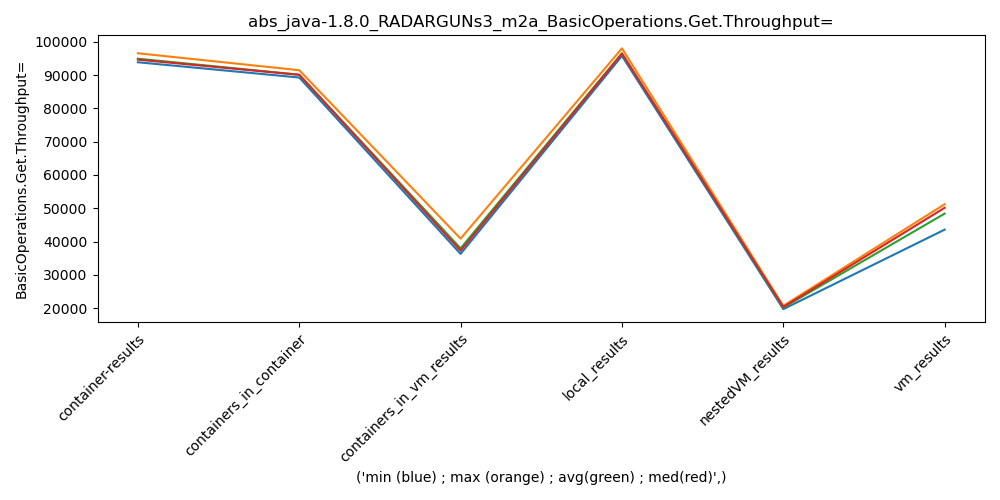 abs_java-1.8.0_RADARGUNs3_m2a_BasicOperations.Get.Throughput=
BasicOperations.Get.Throughput=
100000
90000
80000
70000
60000
50000
40000
30000
20000
container-results
containers_in_container
containers_in_vm_results
local_results
nestedVM_results
vm_results
('min (blue) ; max (orange) ; avg(green) ; med(red)',)